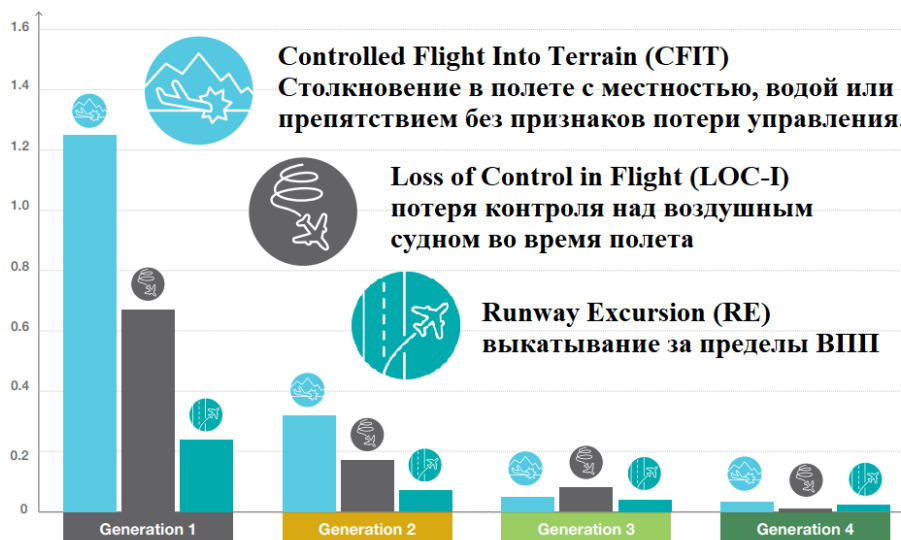 1.6
1.4
1.2
1.0
0.8
0.6
0.4
0.2
0
Controlled Flight Into Terrain (CFIT)
Столкновение в полете с местностью, водой или
препятствием без признаков потери управления.
Loss of Control in Flight (LOC-I)
потеря контроля над воздушным
судном во время полета
Runway Excursion (RE)
выкатывание за пределы ВПП
Generation 1
Generation 2
Generation 3
Generation 4